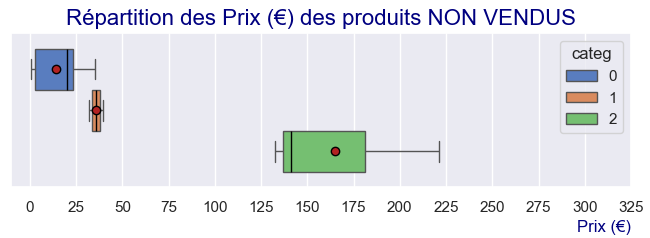 Répartition des Prix (€) des produits NON VENDUS
categ
0
1
2
0 25 50 75 100 125 150 175 200 225 250 275 300 325
Prix (€)